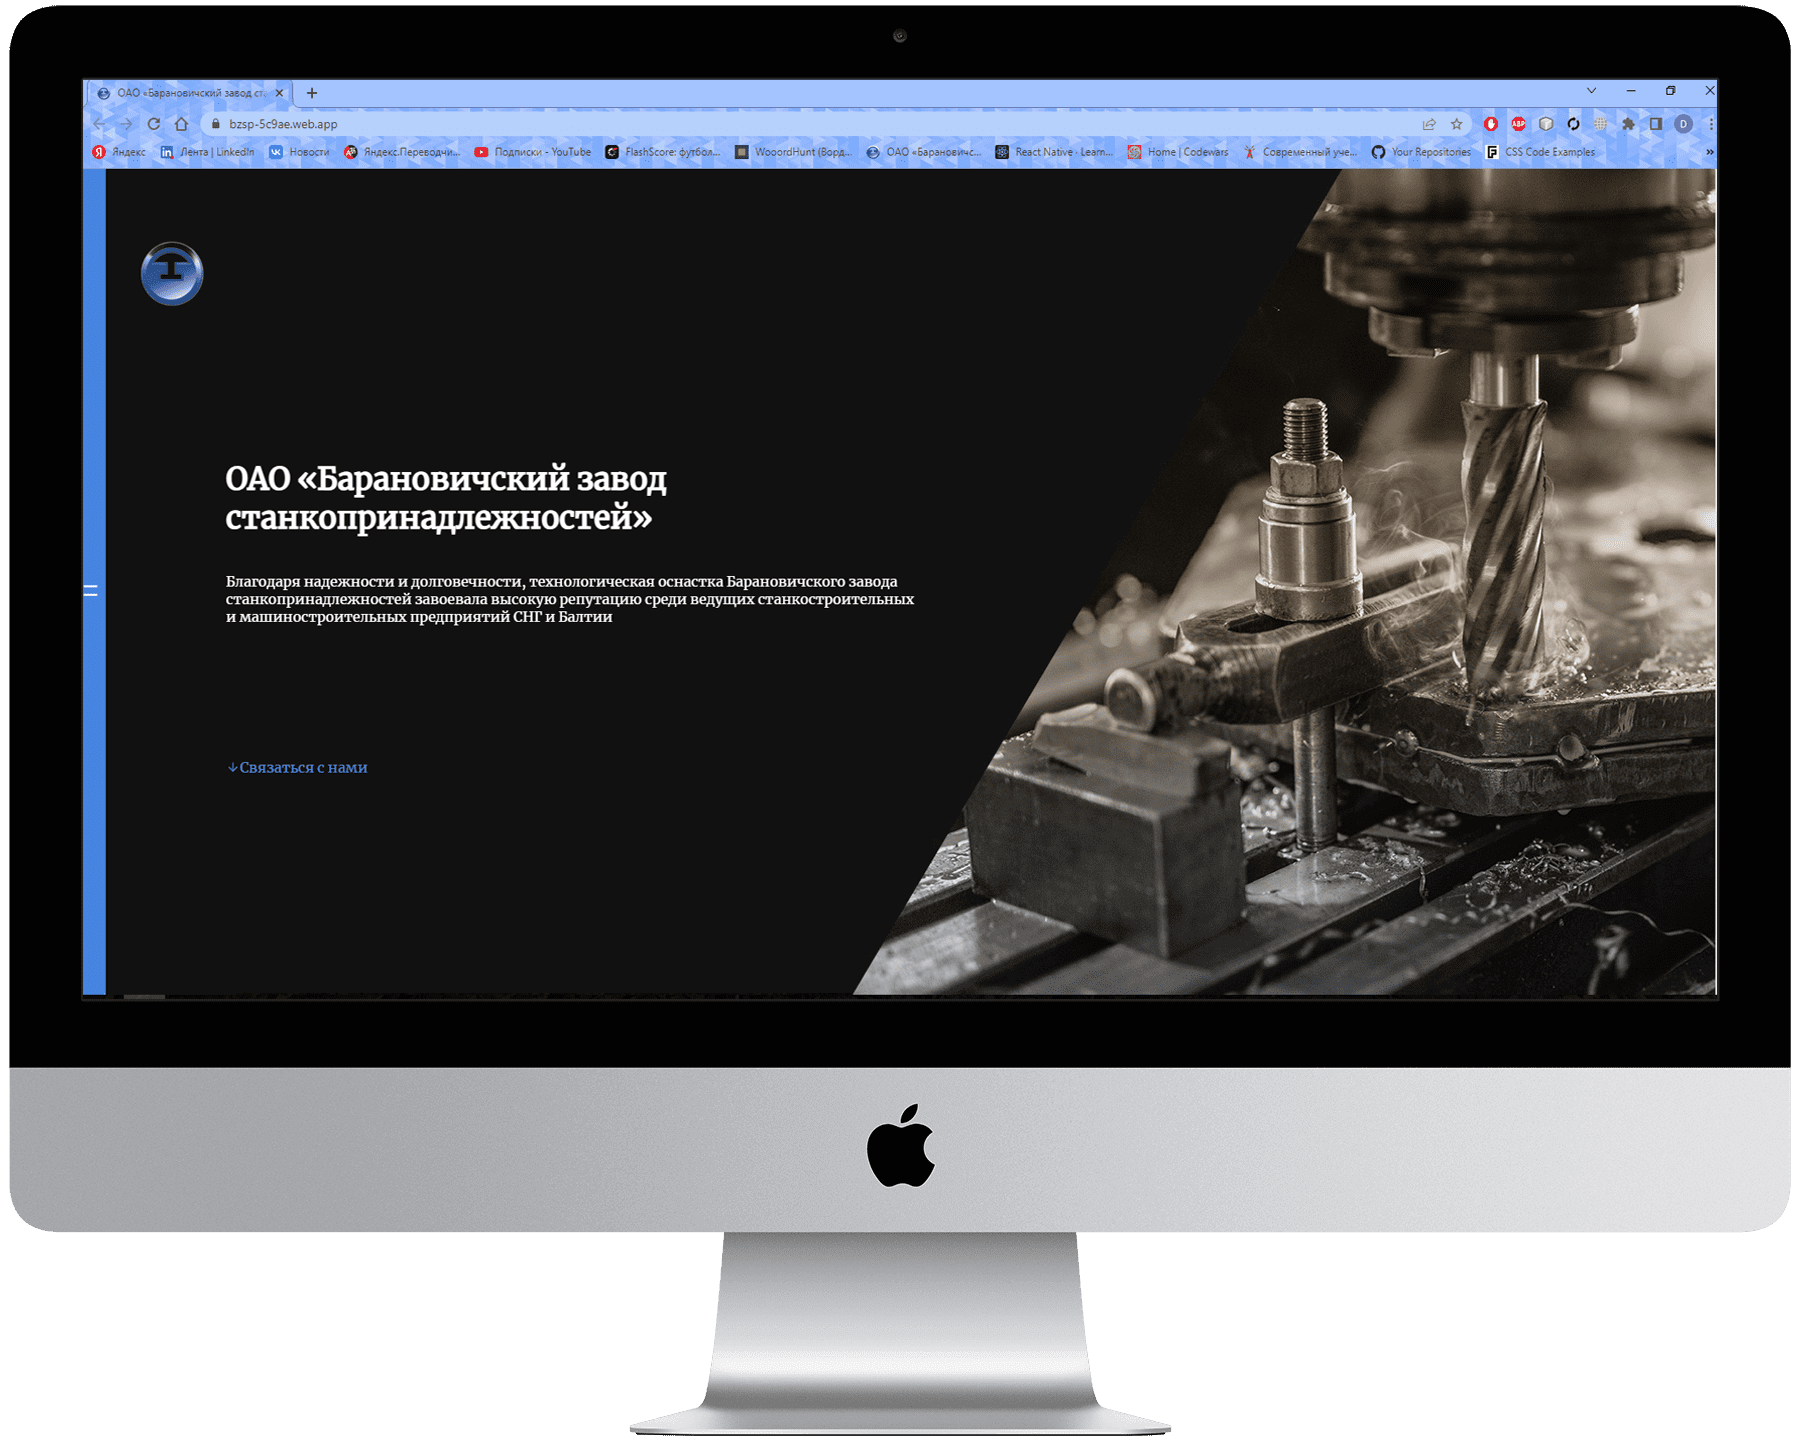 ОАО «Барановичский завод ст
bzsp-5c9ae.web.app
Яндекс Лента | LinkedIn Новости Яндекс.Переводчи... Подписки - YouTube FlashScore: футбол... WooordHunt (Ворд... ОАО «Барановичс... React Native · Learn... Home | Codewars Современный уче... Your Repositories CSS Code Examples »
ОАО «Барановичский завод
станкопринадлежностей»
Благодаря надежности и долговечности, технологическая оснастка Барановичского завода
станкопринадлежностей завоевала высокую репутацию среди ведущих станкостроительных
и машиностроительных предприятий СНГ и Балтии
↓Связаться с нами